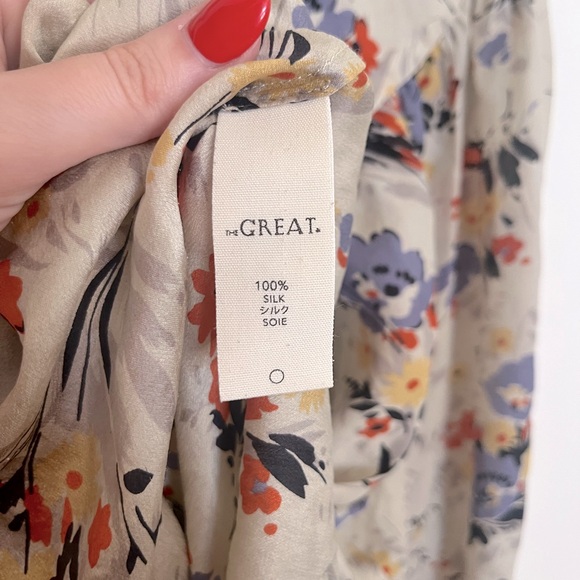 THE GREAT.
100%
SILK
シルク
SOIE